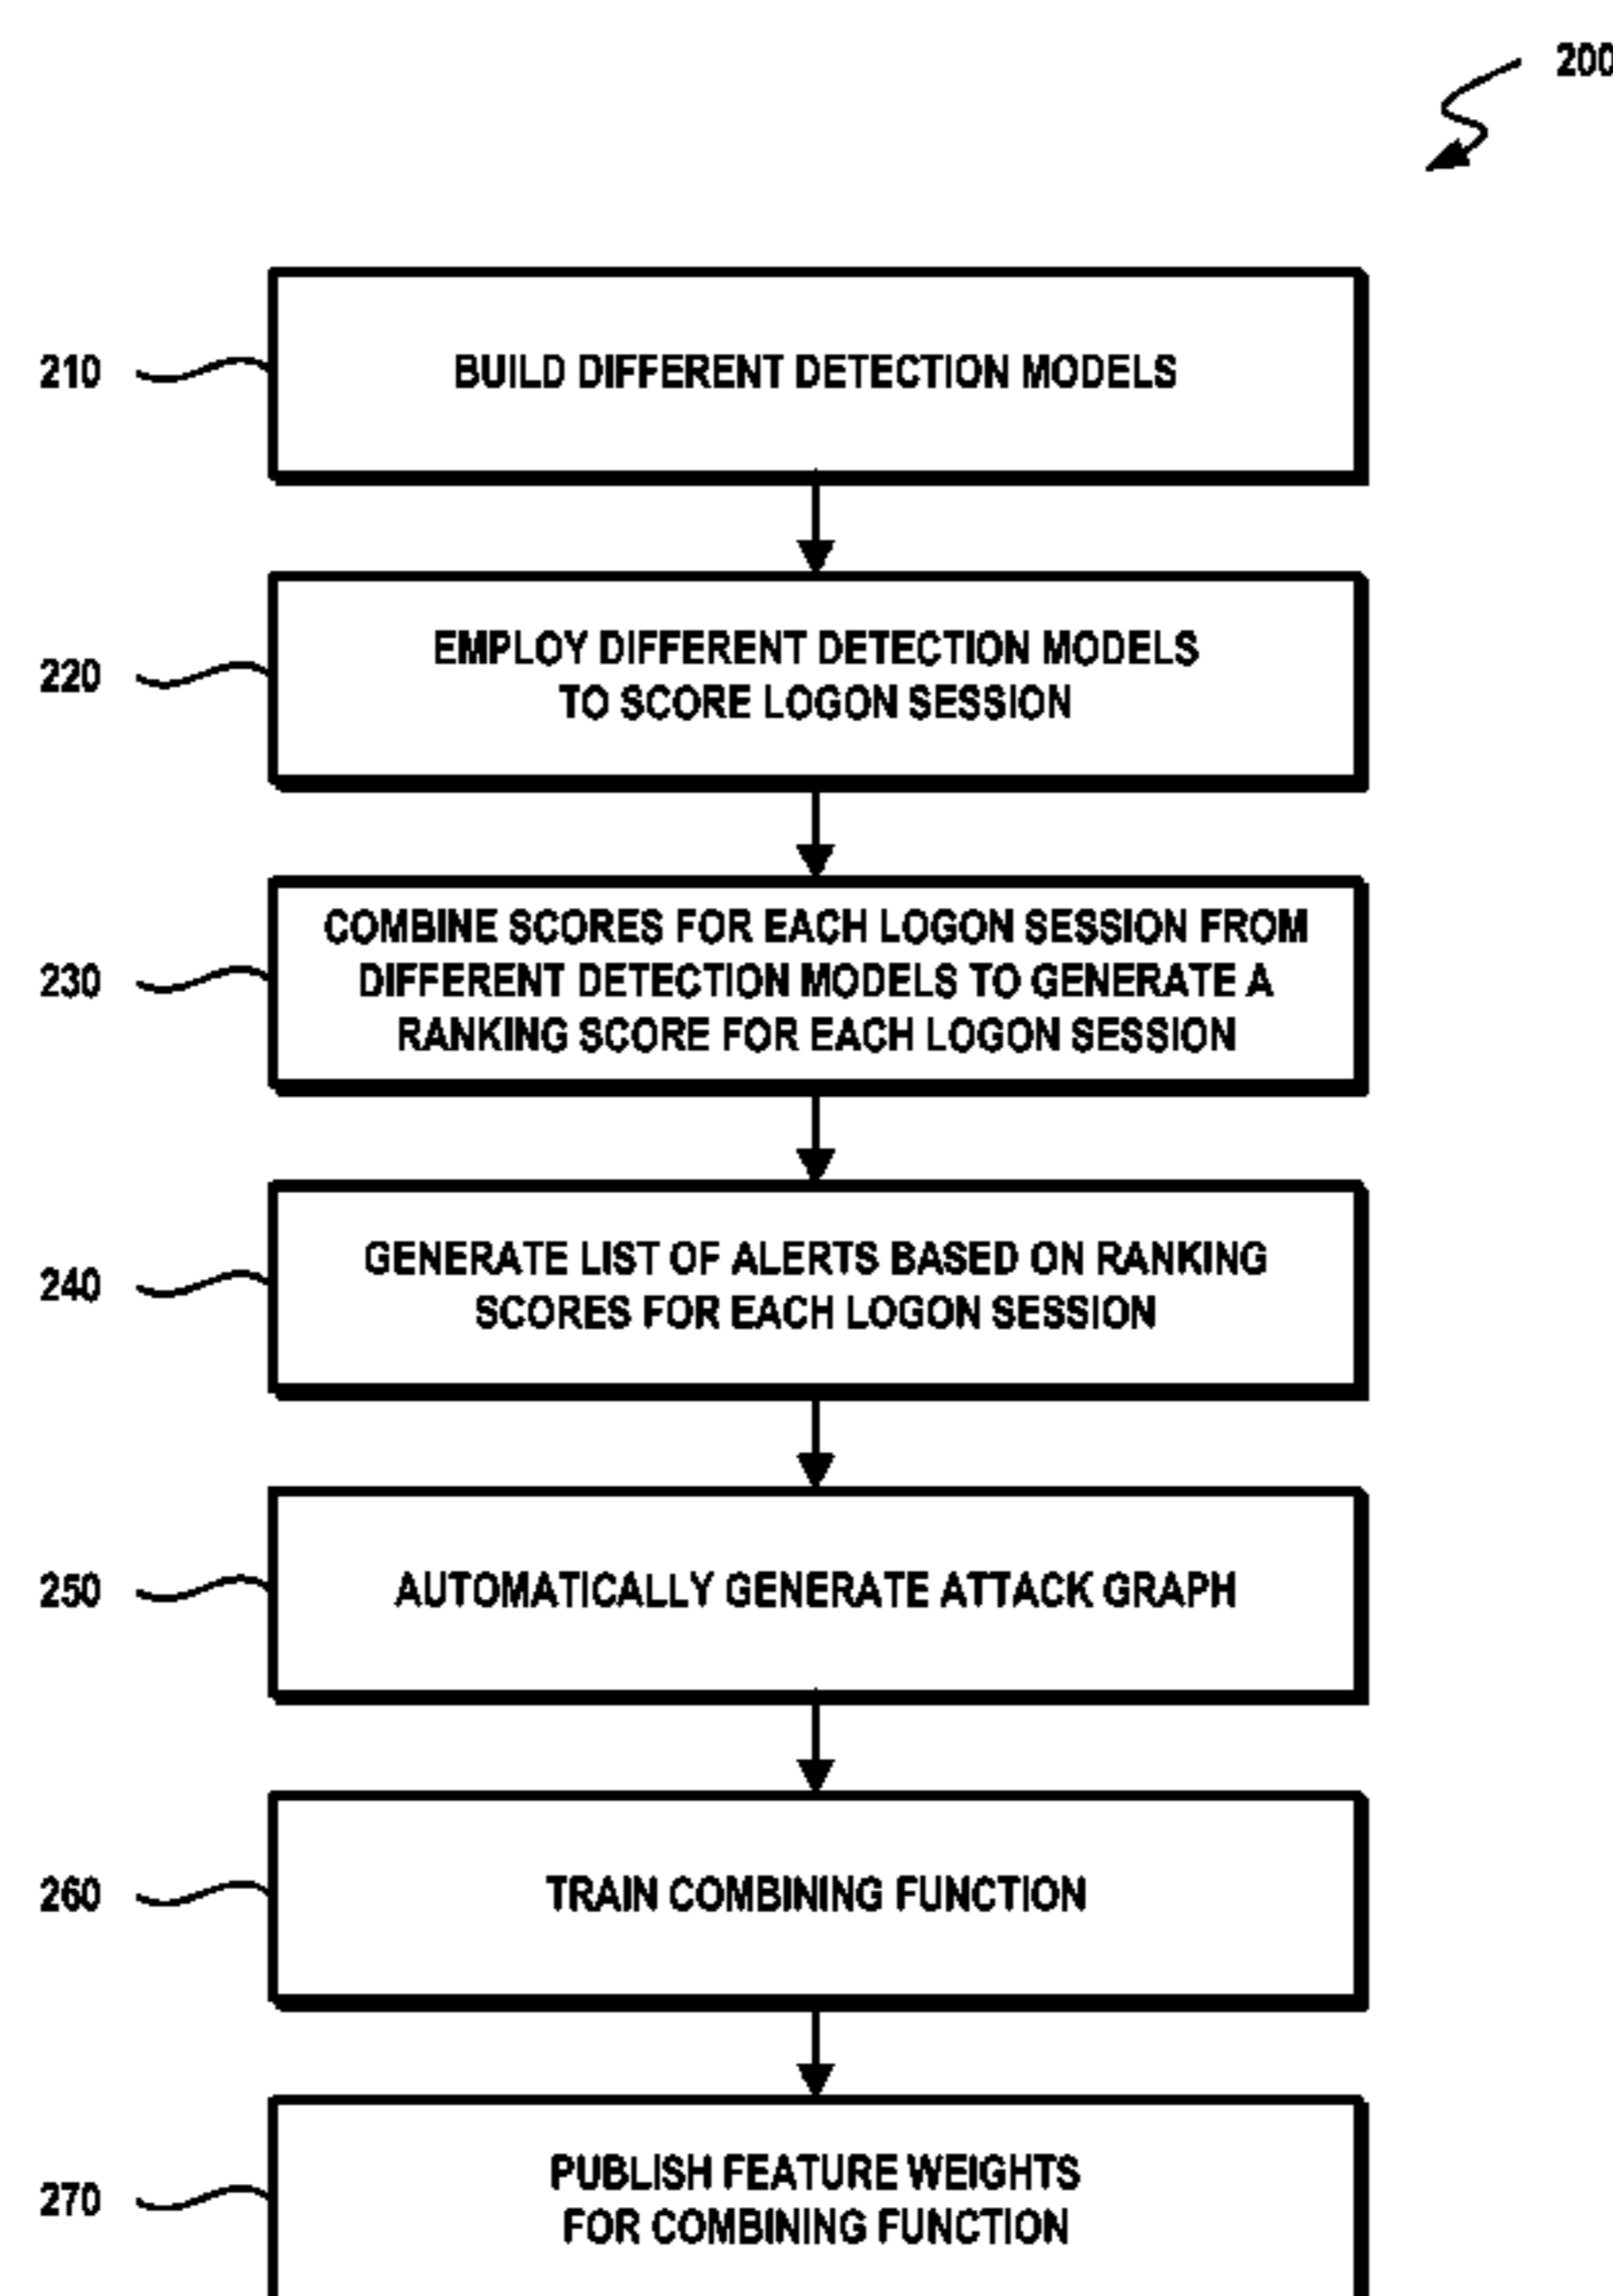 200
210
BUILD DIFFERENT DETECTION MODELS
220
EMPLOY DIFFERENT DETECTION MODELS
TO SCORE LOGON SESSION
230
COMBINE SCORES FOR EACH LOGON SESSION FROM
DIFFERENT DETECTION MODELS TO GENERATE A
RANKING SCORE FOR EACH LOGON SESSION
240
GENERATE LIST OF ALERTS BASED ON RANKING
SCORES FOR EACH LOGON SESSION
250
AUTOMATICALLY GENERATE ATTACK GRAPH
260
TRAIN COMBINING FUNCTION
270
PUBLISH FEATURE WEIGHTS
FOR COMBINING FUNCTION